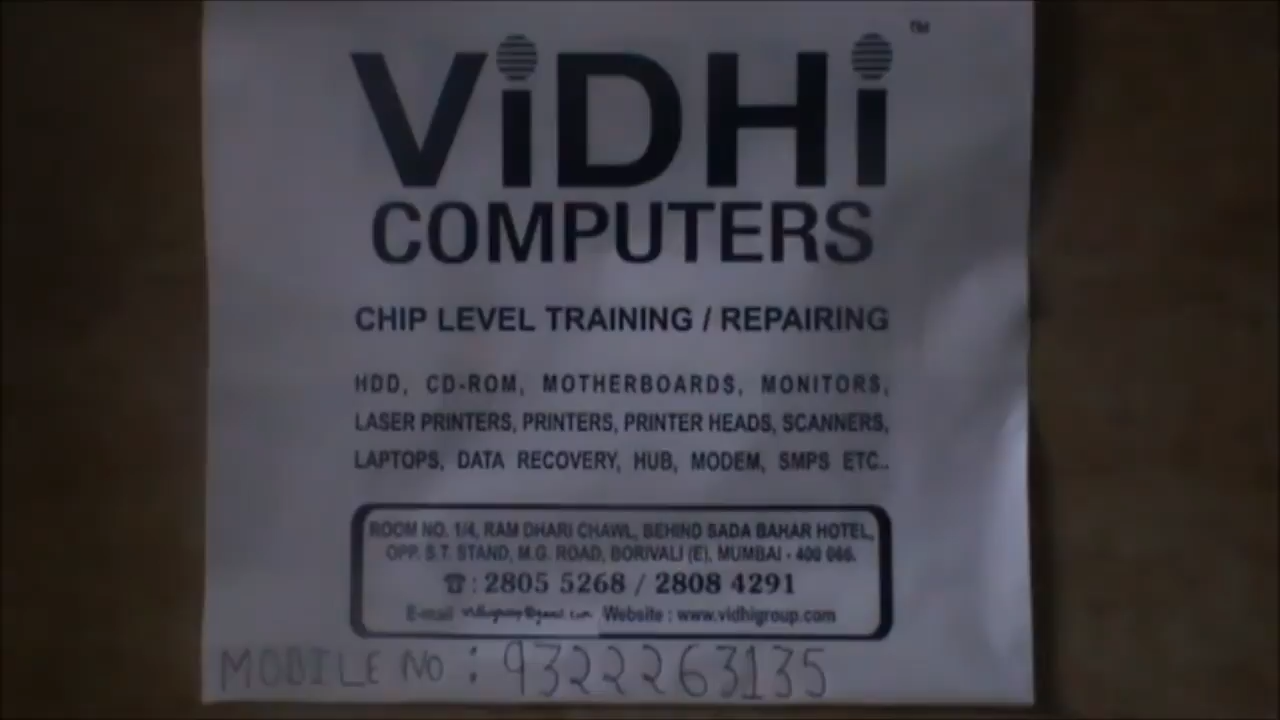 ViDHi ™
COMPUTERS
CHIP LEVEL TRAINING / REPAIRING
HDD, CD-ROM, MOTHERBOARDS, MONITORS,
LASER PRINTERS, PRINTERS, PRINTER HEADS, SCANNERS,
LAPTOPS, DATA RECOVERY, HUB, MODEM, SMPS ETC..
ROOM NO. 1/4, RAM DHARI CHAWL, BEHIND SADA BAHAR HOTEL,
OPP. S.T. STAND, M.G. ROAD, BORIVALI (E), MUMBAI - 400 066.
☎ : 2805 5268 / 2808 4291
E-mail Website : www.vidhigroup.com
MOBILE NO : 9322263135